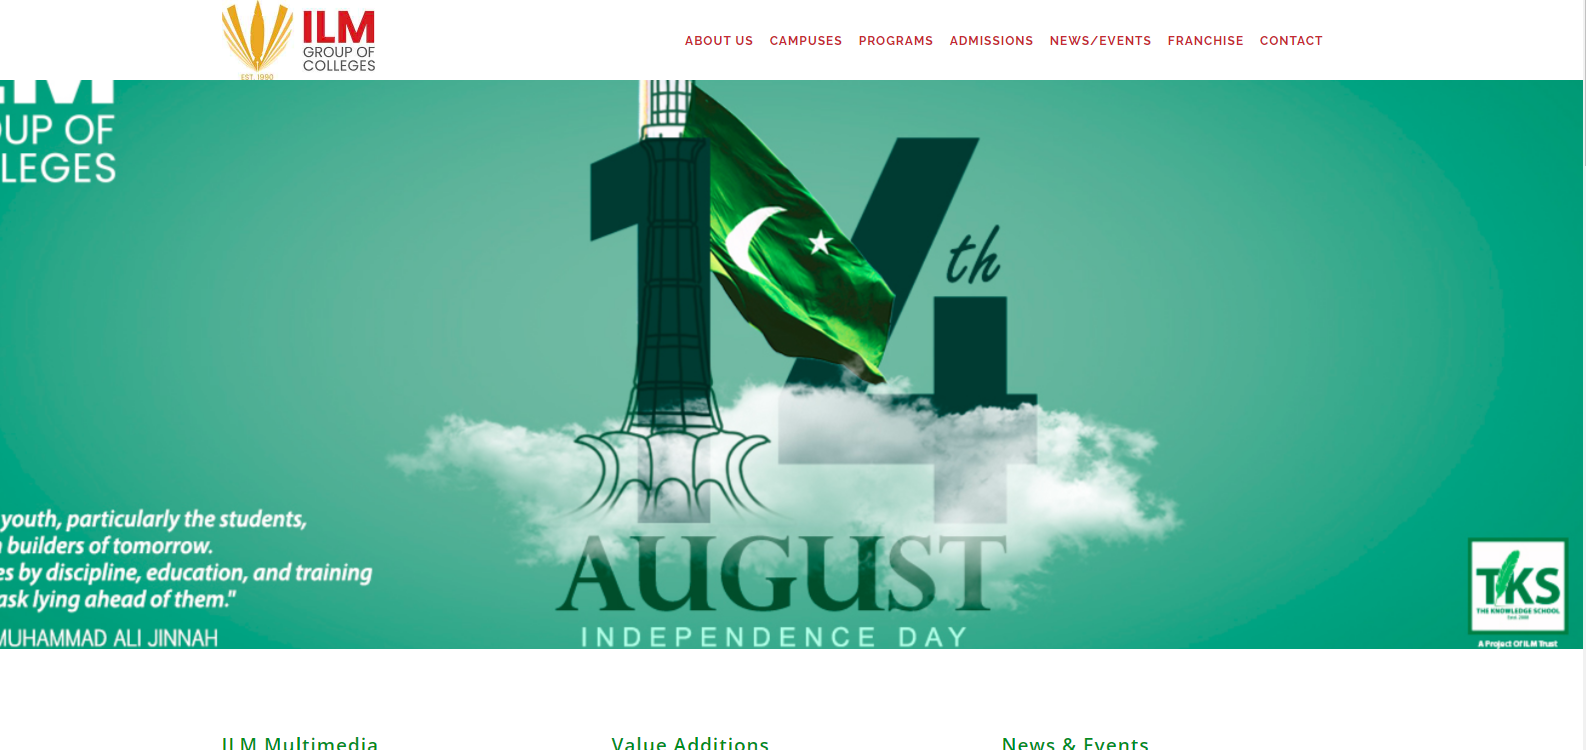 ILM
GROUP OF
COLLEGES
EST. 1990
ABOUT US CAMPUSES PROGRAMS ADMISSIONS NEWS/EVENTS FRANCHISE CONTACT
OUP OF
LLEGES
14th
AUGUST
INDEPENDENCE DAY
youth, particularly the students,
builders of tomorrow.
es by discipline, education, and training
ask lying ahead of them."
MUHAMMAD ALI JINNAH
TKS
THE KNOWLEDGE SCHOOL
A Project Of ILM Trust
ILM Multimedia
Value Additions
News & Events